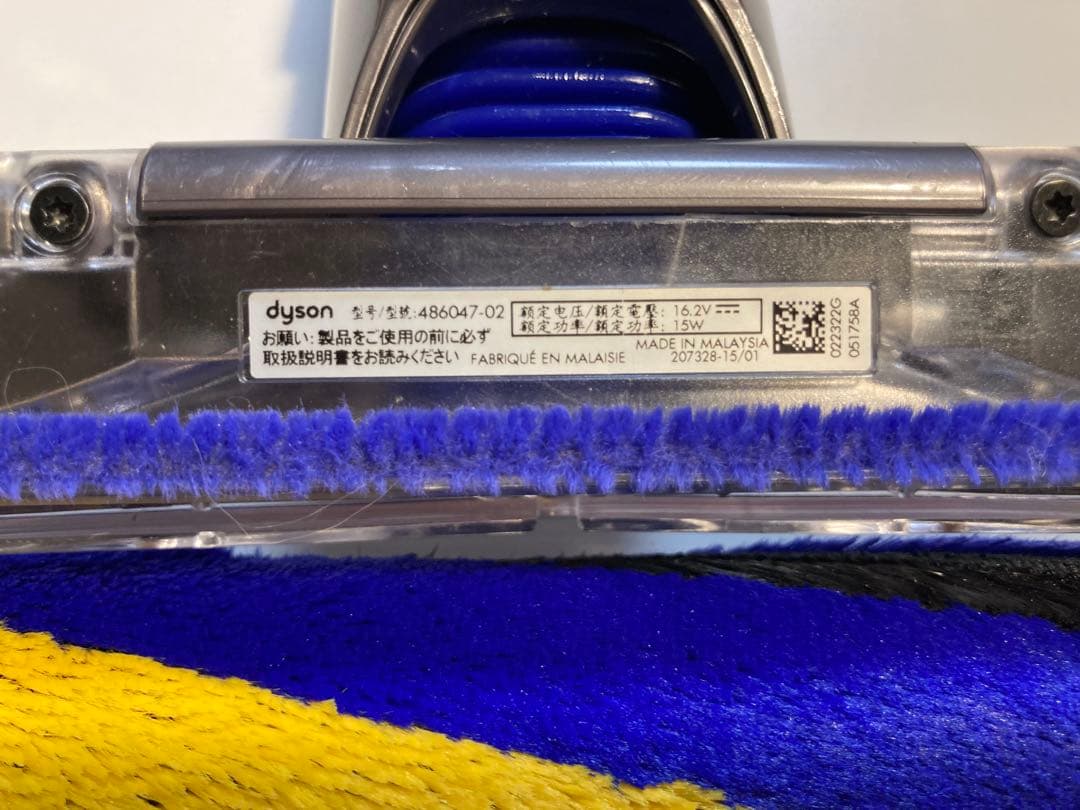 dyson 型号/型號: 486047-02
お願い: 製品をご使用の前に必ず
取扱説明書をお読みください FABRIQUÉ EN MALAISIE
额定电压/額定電壓: 16.2V
额定功率/額定功率: 15W
MADE IN MALAYSIA
207328-15/01
022322G
051758A